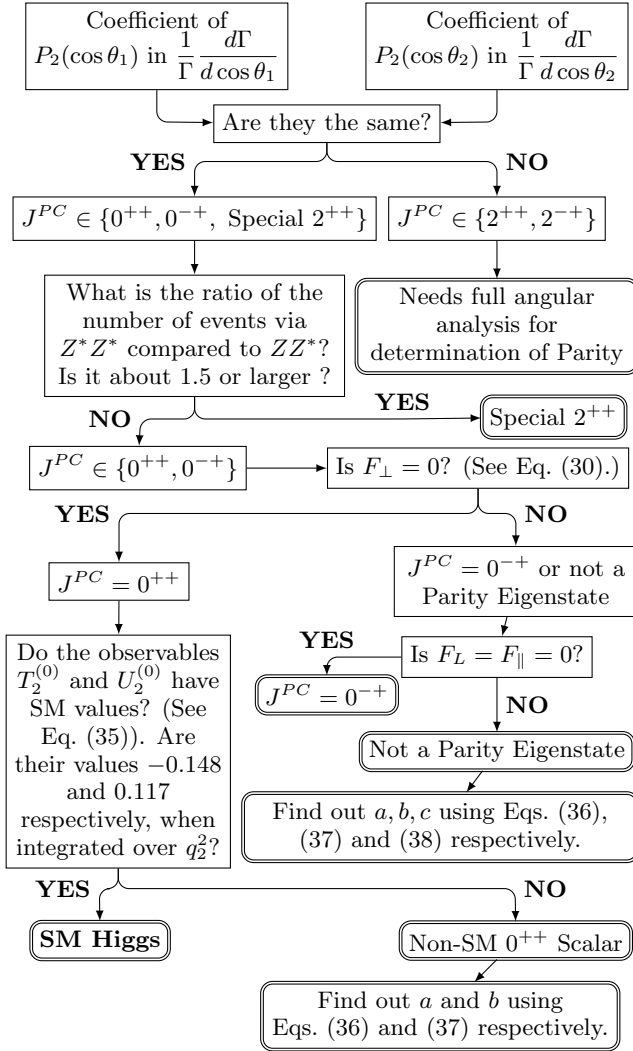 Coefficient of
P₂(cos θ₁) in 1/Γ dΓ/d cos θ₁
Coefficient of
P₂(cos θ₂) in 1/Γ dΓ/d cos θ₂
Are they the same?
YES
NO
J^{PC} ∈ {0⁺⁺, 0⁻⁺, Special 2⁺⁺}
J^{PC} ∈ {2⁺⁺, 2⁻⁺}
What is the ratio of the
number of events via
Z*Z* compared to ZZ*?
Is it about 1.5 or larger ?
Needs full angular
analysis for
determination of Parity
NO
YES
Special 2⁺⁺
J^{PC} ∈ {0⁺⁺, 0⁻⁺}
Is F_⊥ = 0? (See Eq. (30).)
YES
NO
J^{PC} = 0⁺⁺
J^{PC} = 0⁻⁺ or not a
Parity Eigenstate
YES
Is F_L = F_∥ = 0?
J^{PC} = 0⁻⁺
NO
Do the observables
T₂^{(0)} and U₂^{(0)} have
SM values? (See
Eq. (35)). Are
their values −0.148
and 0.117
respectively, when
integrated over q₂²?
Not a Parity Eigenstate
Find out a, b, c using Eqs. (36),
(37) and (38) respectively.
YES
NO
SM Higgs
Non-SM 0⁺⁺ Scalar
Find out a and b using
Eqs. (36) and (37) respectively.